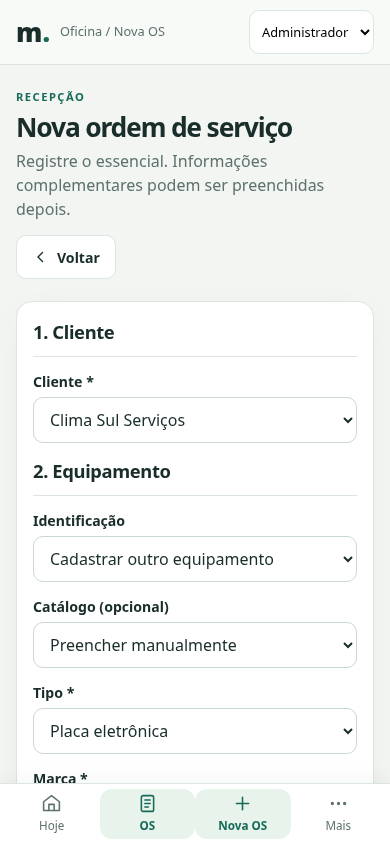 m. Oficina / Nova OS Administrador
RECEPÇÃO
Nova ordem de serviço
Registre o essencial. Informações
complementares podem ser preenchidas
depois.
Voltar
1. Cliente
Cliente *
Clima Sul Serviços
2. Equipamento
Identificação
Cadastrar outro equipamento
Catálogo (opcional)
Preencher manualmente
Tipo *
Placa eletrônica
Marca *
Hoje OS Nova OS Mais